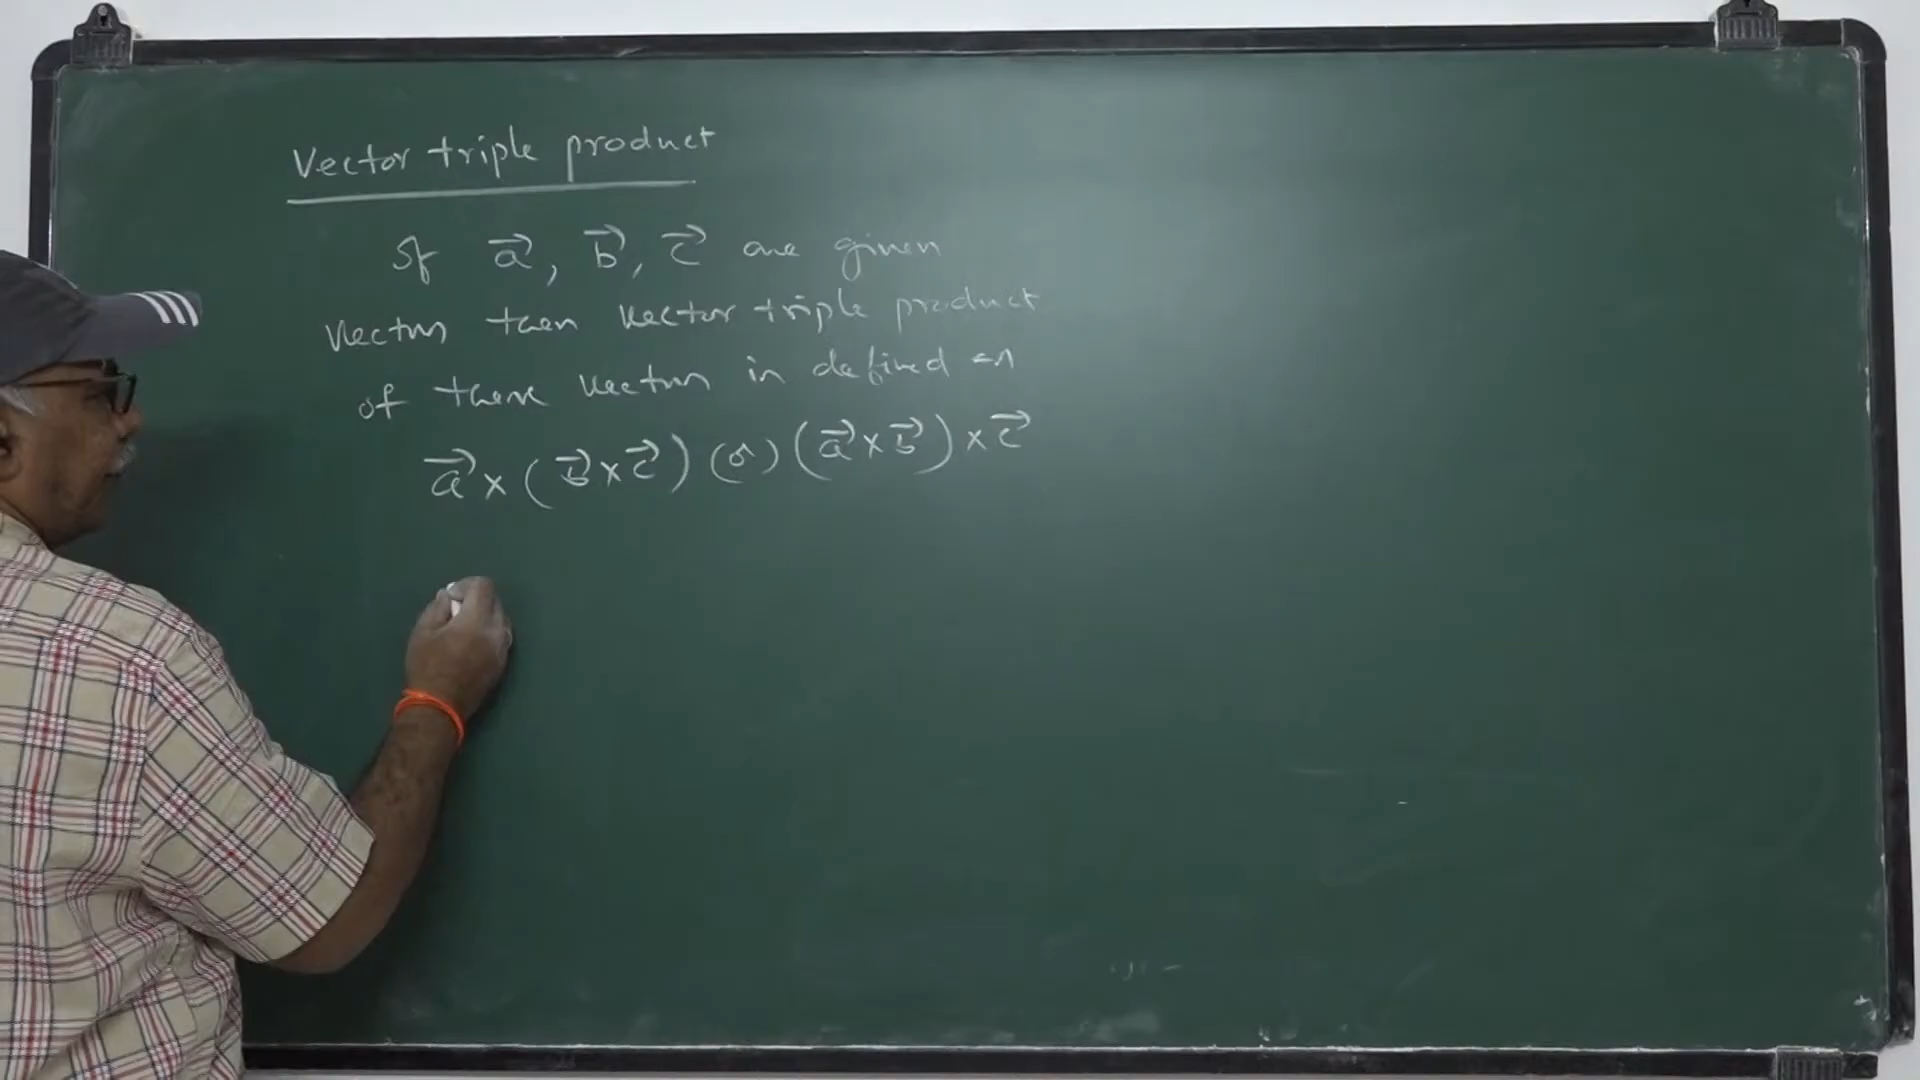 Vector triple product
If a⃗, b⃗, c⃗ are given
vectors then vector triple product
of these vectors is defined as
a⃗ × (b⃗ × c⃗) (or) (a⃗ × b⃗) × c⃗